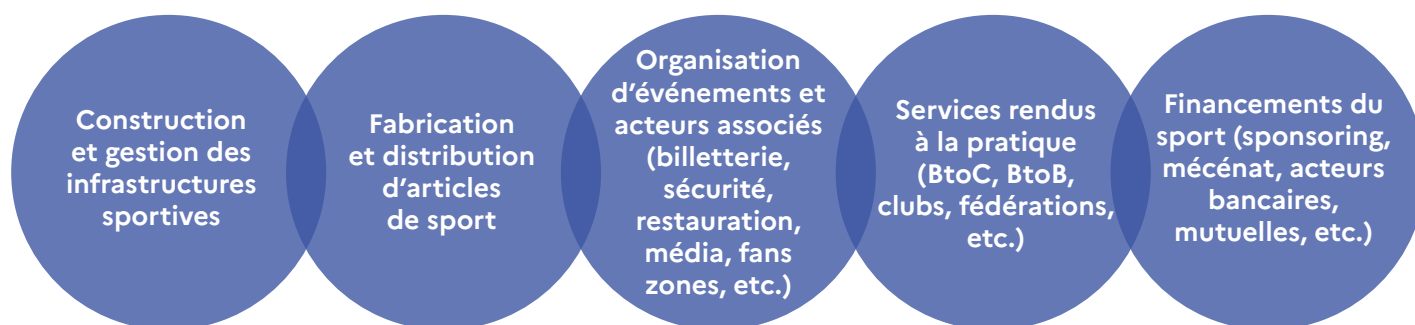 Construction
et gestion des
infrastructures
sportives
Fabrication
et distribution
d'articles
de sport
Organisation
d'événements et
acteurs associés
(billetterie,
sécurité,
restauration,
média, fans
zones, etc.)
Services rendus
à la pratique
(BtoC, BtoB,
clubs, fédérations,
etc.)
Financements du
sport (sponsoring,
mécénat, acteurs
bancaires,
mutuelles, etc.)